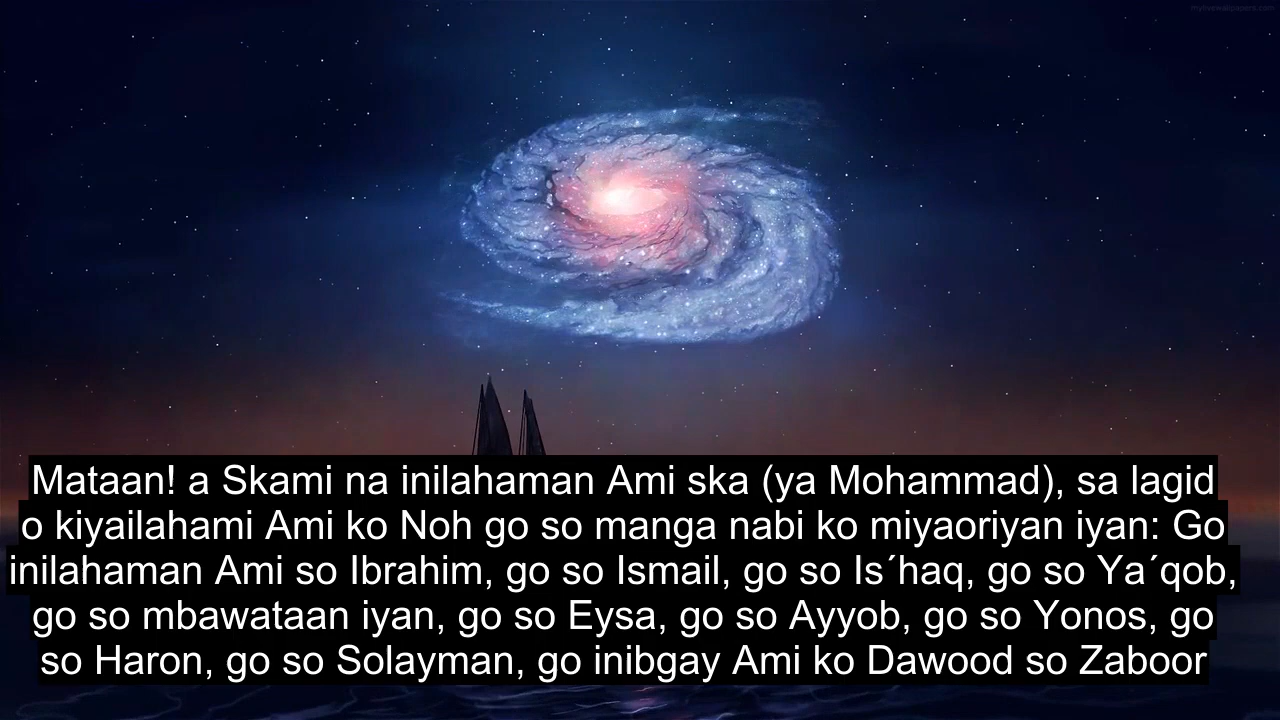 mylivewallpapers.com
Mataan! a Skami na inilahaman Ami ska (ya Mohammad), sa lagid
o kiyailahami Ami ko Noh go so manga nabi ko miyaoriyan iyan: Go
inilahaman Ami so Ibrahim, go so Ismail, go so Is´haq, go so Ya´qob,
go so mbawataan iyan, go so Eysa, go so Ayyob, go so Yonos, go
so Haron, go so Solayman, go inibgay Ami ko Dawood so Zaboor